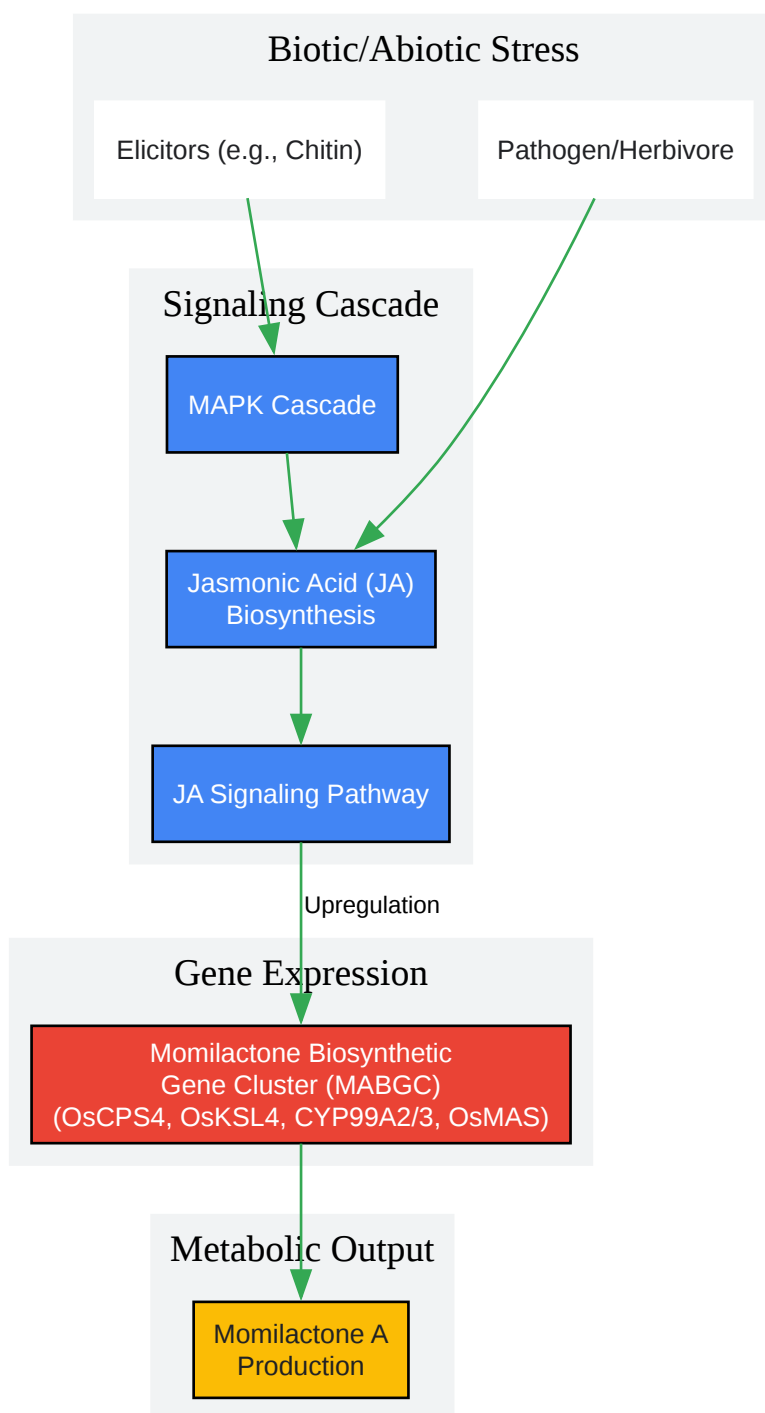 Biotic/Abiotic Stress
Elicitors (e.g., Chitin)
Pathogen/Herbivore
Signaling Cascade
MAPK Cascade
Jasmonic Acid (JA)
Biosynthesis
JA Signaling Pathway
Upregulation
Gene Expression
Momilactone Biosynthetic
Gene Cluster (MABGC)
(OsCPS4, OsKSL4, CYP99A2/3, OsMAS)
Metabolic Output
Momilactone A
Production